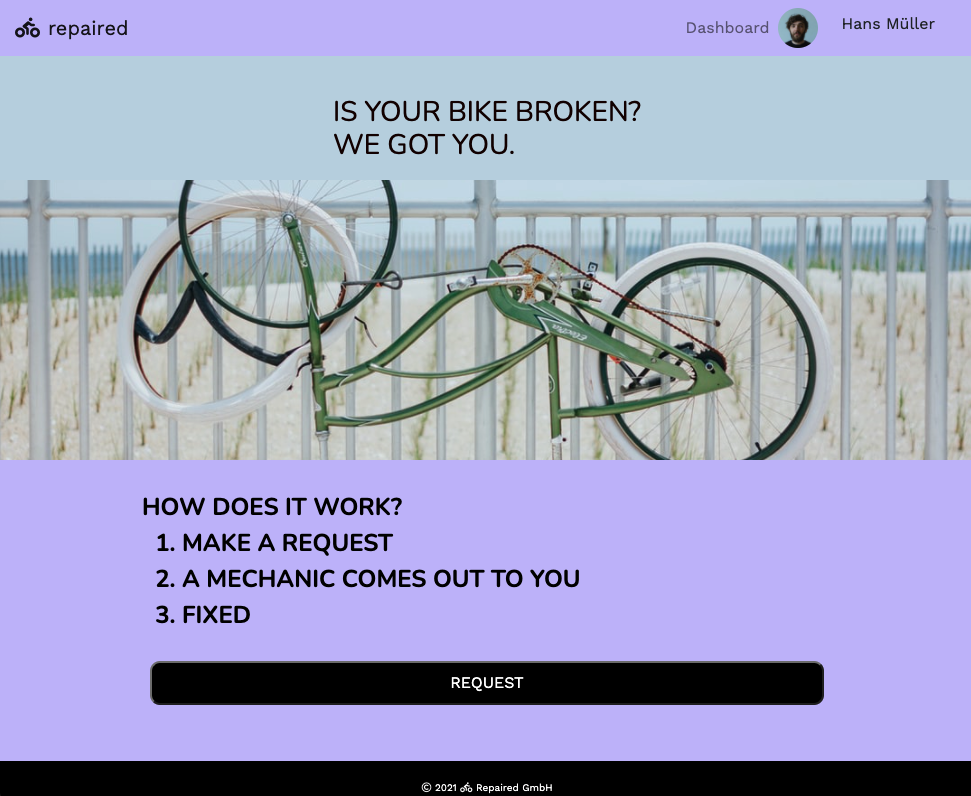 repaired
Dashboard
Hans Müller
IS YOUR BIKE BROKEN?
WE GOT YOU.
HOW DOES IT WORK?
1. MAKE A REQUEST
2. A MECHANIC COMES OUT TO YOU
3. FIXED
REQUEST
© 2021 Repaired GmbH